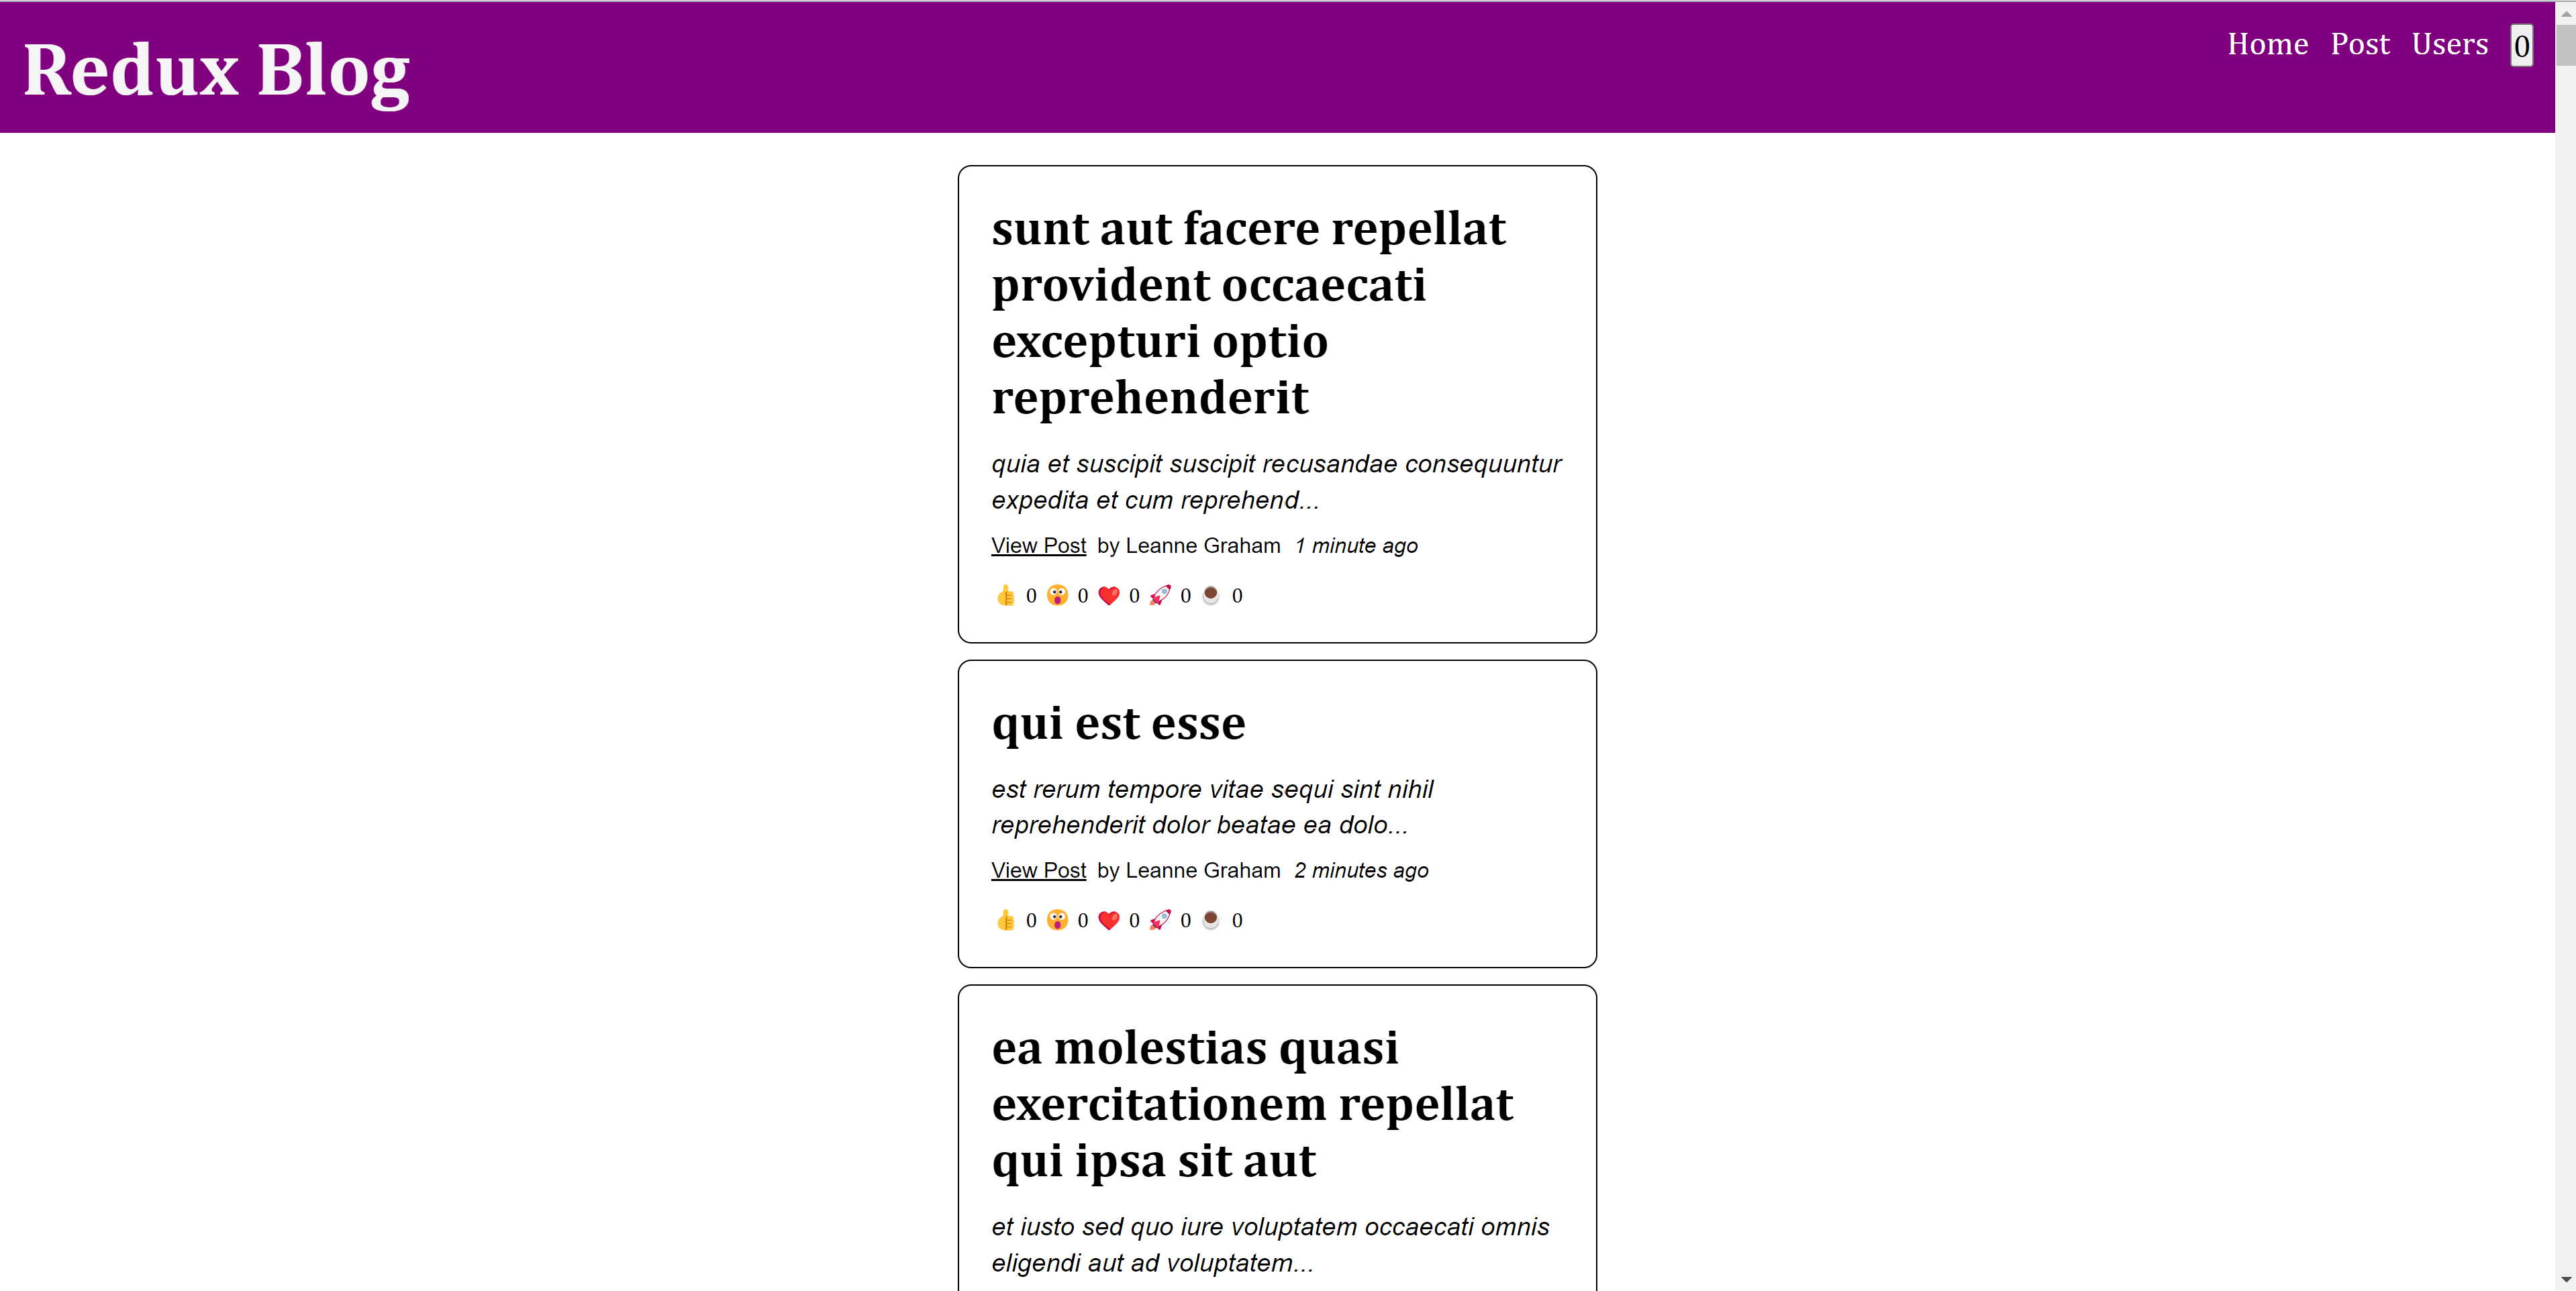 Redux Blog
Home Post Users 0
sunt aut facere repellat
provident occaecati
excepturi optio
reprehenderit
quia et suscipit suscipit recusandae consequuntur
expedita et cum reprehend...
View Post by Leanne Graham 1 minute ago
👍 0 😮 0 ❤️ 0 🚀 0 ☕ 0
qui est esse
est rerum tempore vitae sequi sint nihil
reprehenderit dolor beatae ea dolo...
View Post by Leanne Graham 2 minutes ago
👍 0 😮 0 ❤️ 0 🚀 0 ☕ 0
ea molestias quasi
exercitationem repellat
qui ipsa sit aut
et iusto sed quo iure voluptatem occaecati omnis
eligendi aut ad voluptatem...